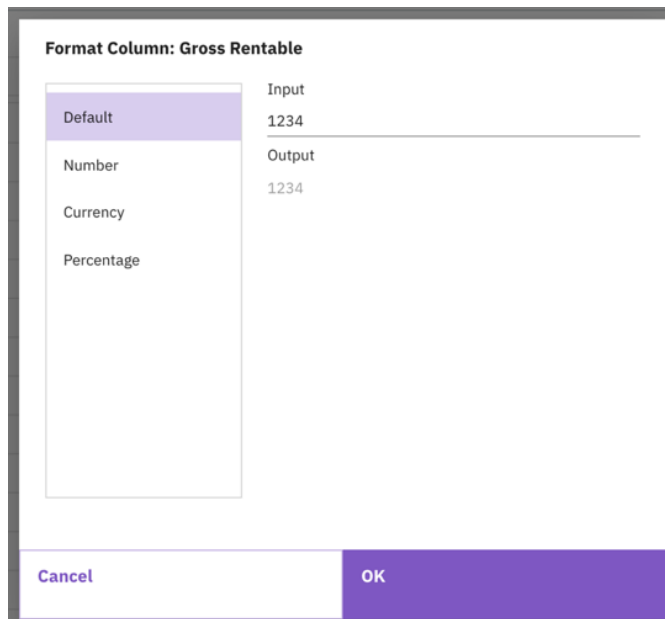 Format Column: Gross Rentable
Default
Number
Currency
Percentage
Input
1234
Output
1234
Cancel
OK